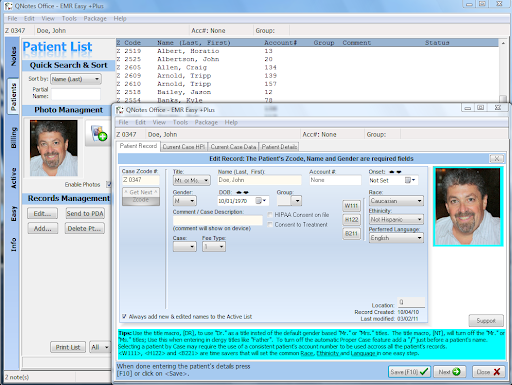 QNotes Office - EMR Easy +Plus
File Edit View Tools Package Help
Z 0347 Doe, John Acc#: None Group:
Notes
Patients
Billing
Active
Easy
Info
Patient List
Quick Search & Sort
Sort by: Name (Last)
Partial Name:
Photo Managment
Enable Photos
Records Management
Edit... Send to PDA
Add... Delete Pt...
Print List All
2 note(s)
Z Code Name (Last, First) Account# Group Comment Status
Z 2519 Albert, Horatio 13
Z 2525 Albertson, John 20
Z 2605 Allen, Craig 134
Z 2609 Arnold, Tripp 139
Z 2610 Arnold, Tripp 157
Z 2518 Bailey, Jason 12
Z 2554 Banks, Kyle 78
QNotes Office - EMR Easy +Plus
File Edit View Tools Package Help
Z 0347 Doe, John Acc#: None Group:
Patient Record Current Case HPI Current Case Data Patient Details
Edit Record: The Patient's Zcode, Name and Gender are required fields
Case Zcode #
Z 0347
^ Get Next ^
Zcode
Title: Name (Last, First): Account #
Mr. or Ms. Doe, John None
Gender: DOB: Group:
M 10/01/1970
Comment / Case Description:
(comment will show on device)
HIPAA Consent on file
Consent to Treatment
Case: Fee Type:
1
W111
H122
B211
Onset:
Not Set
Race:
Caucasian
Ethnicity:
Not Hispanic
Perferred Language:
English
Location: 0
Record Created: 10/04/10
Last modified: 03/02/11
Always add new & edited names to the Active List
Support
Tips: Use the title macro, [DR], to use "Dr." as a title insted of the default gender based "Mr." or "Mrs." titles. The title macro, [NT], will turn off the "Mr." or
"Ms." titles; Use this when entering in clergy titles like "Father". To turn off the automatic Proper Case feature add a "/" just before a patient's name.
Selecting a patient by Case may require the use of a consistent patient's account number to be used accross all the patient's records.
<W111>, <H122> and <B221> are time savers that will set the common Race, Ethnicity and Language in one easy step.
When done entering the patient's details press
[F10] or click on <Save>.
Save [F10] Next Close